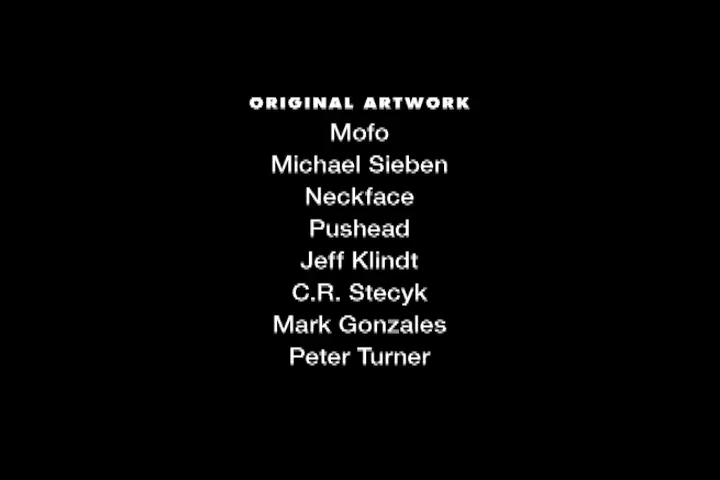 ORIGINAL ARTWORK
Mofo
Michael Sieben
Neckface
Pushead
Jeff Klindt
C.R. Stecyk
Mark Gonzales
Peter Turner